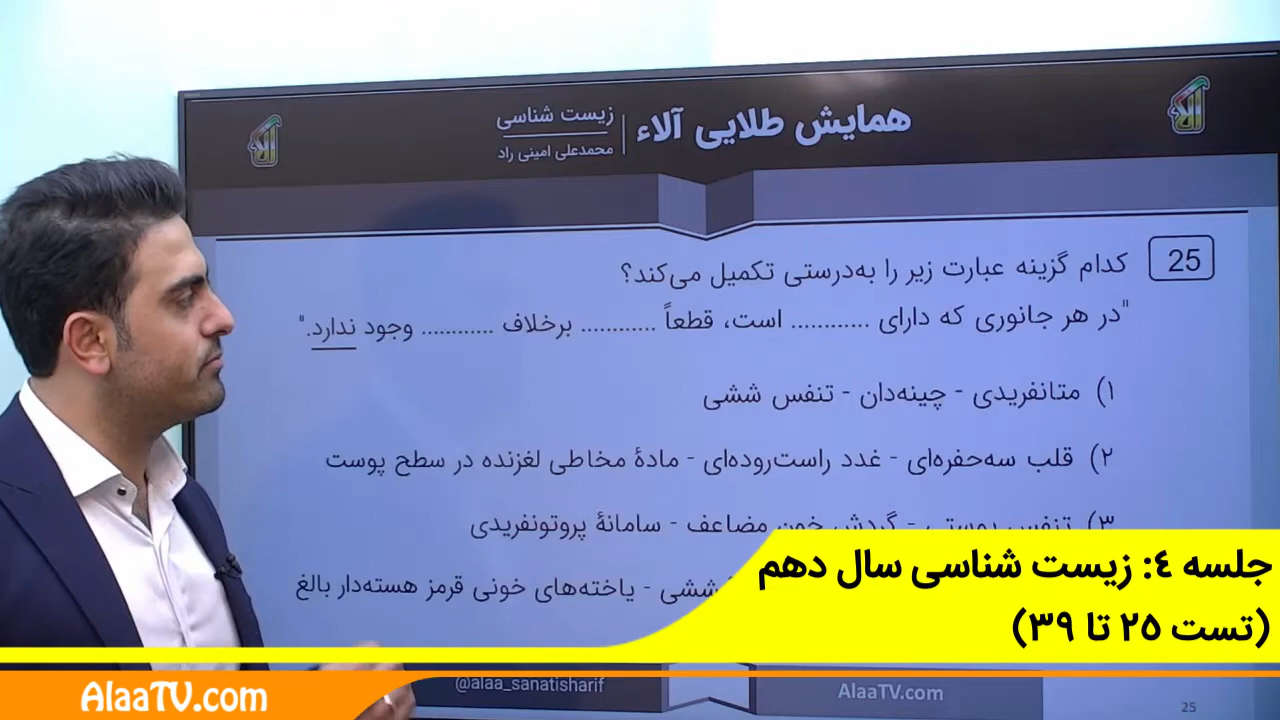 همایش طلایی آلاء
زیست شناسی
محمدعلی امینی راد
25
کدام گزینه عبارت زیر را به‌درستی تکمیل می‌کند؟
"در هر جانوری که دارای ............ است، قطعاً ............ برخلاف ............ وجود ندارد."
۱) متانفریدی - چینه‌دان - تنفس ششی
۲) قلب سه‌حفره‌ای - غدد راست‌روده‌ای - مادهٔ مخاطی لغزنده در سطح پوست
۳) تنفس پوستی - گردش خون مضاعف - سامانهٔ پروتونفریدی
ششی - یاخته‌های خونی قرمز هسته‌دار بالغ
جلسه ٤: زیست شناسی سال دهم
(تست ۲۵ تا ۳۹)
AlaaTV.com
@alaa_sanatisharif
AlaaTV.com
25